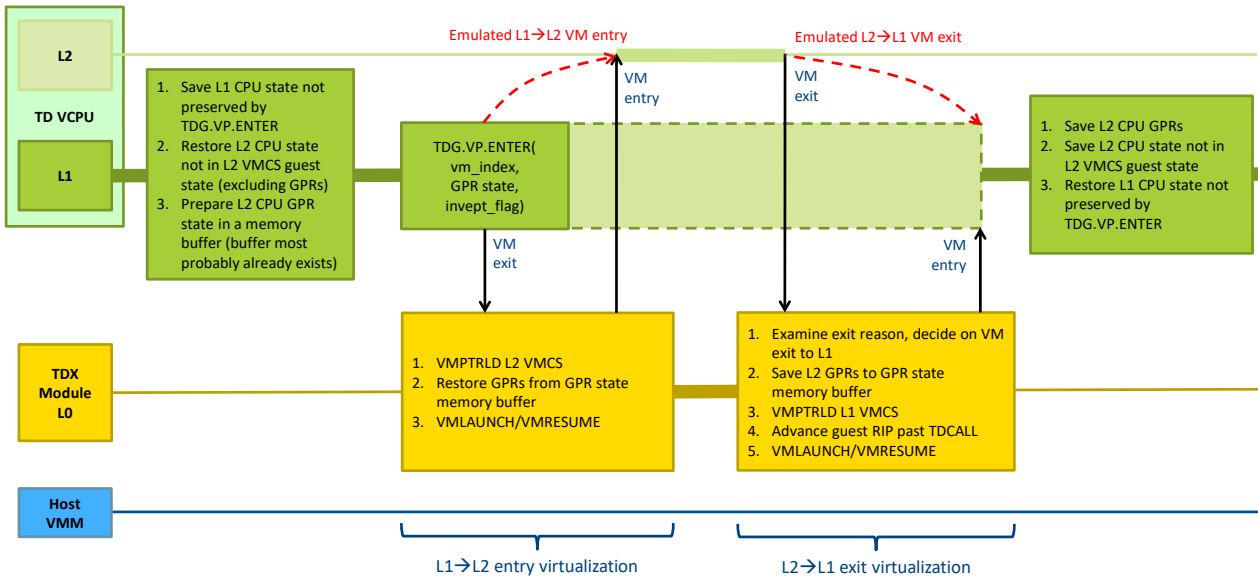 Emulated L1→L2 VM entry
Emulated L2→L1 VM exit
L2
TD VCPU
L1
VM
entry
VM
exit
1. Save L1 CPU state not
preserved by
TDG.VP.ENTER
2. Restore L2 CPU state
not in L2 VMCS guest
state (excluding GPRs)
3. Prepare L2 CPU GPR
state in a memory
buffer (buffer most
probably already exists)
TDG.VP.ENTER(
vm_index,
GPR state,
invept_flag)
1. Save L2 CPU GPRs
2. Save L2 CPU state not in
L2 VMCS guest state
3. Restore L1 CPU state not
preserved by
TDG.VP.ENTER
VM
exit
VM
entry
TDX
Module
L0
1. VMPTRLD L2 VMCS
2. Restore GPRs from GPR state
memory buffer
3. VMLAUNCH/VMRESUME
1. Examine exit reason, decide on VM
exit to L1
2. Save L2 GPRs to GPR state
memory buffer
3. VMPTRLD L1 VMCS
4. Advance guest RIP past TDCALL
5. VMLAUNCH/VMRESUME
Host
VMM
L1→L2 entry virtualization
L2→L1 exit virtualization